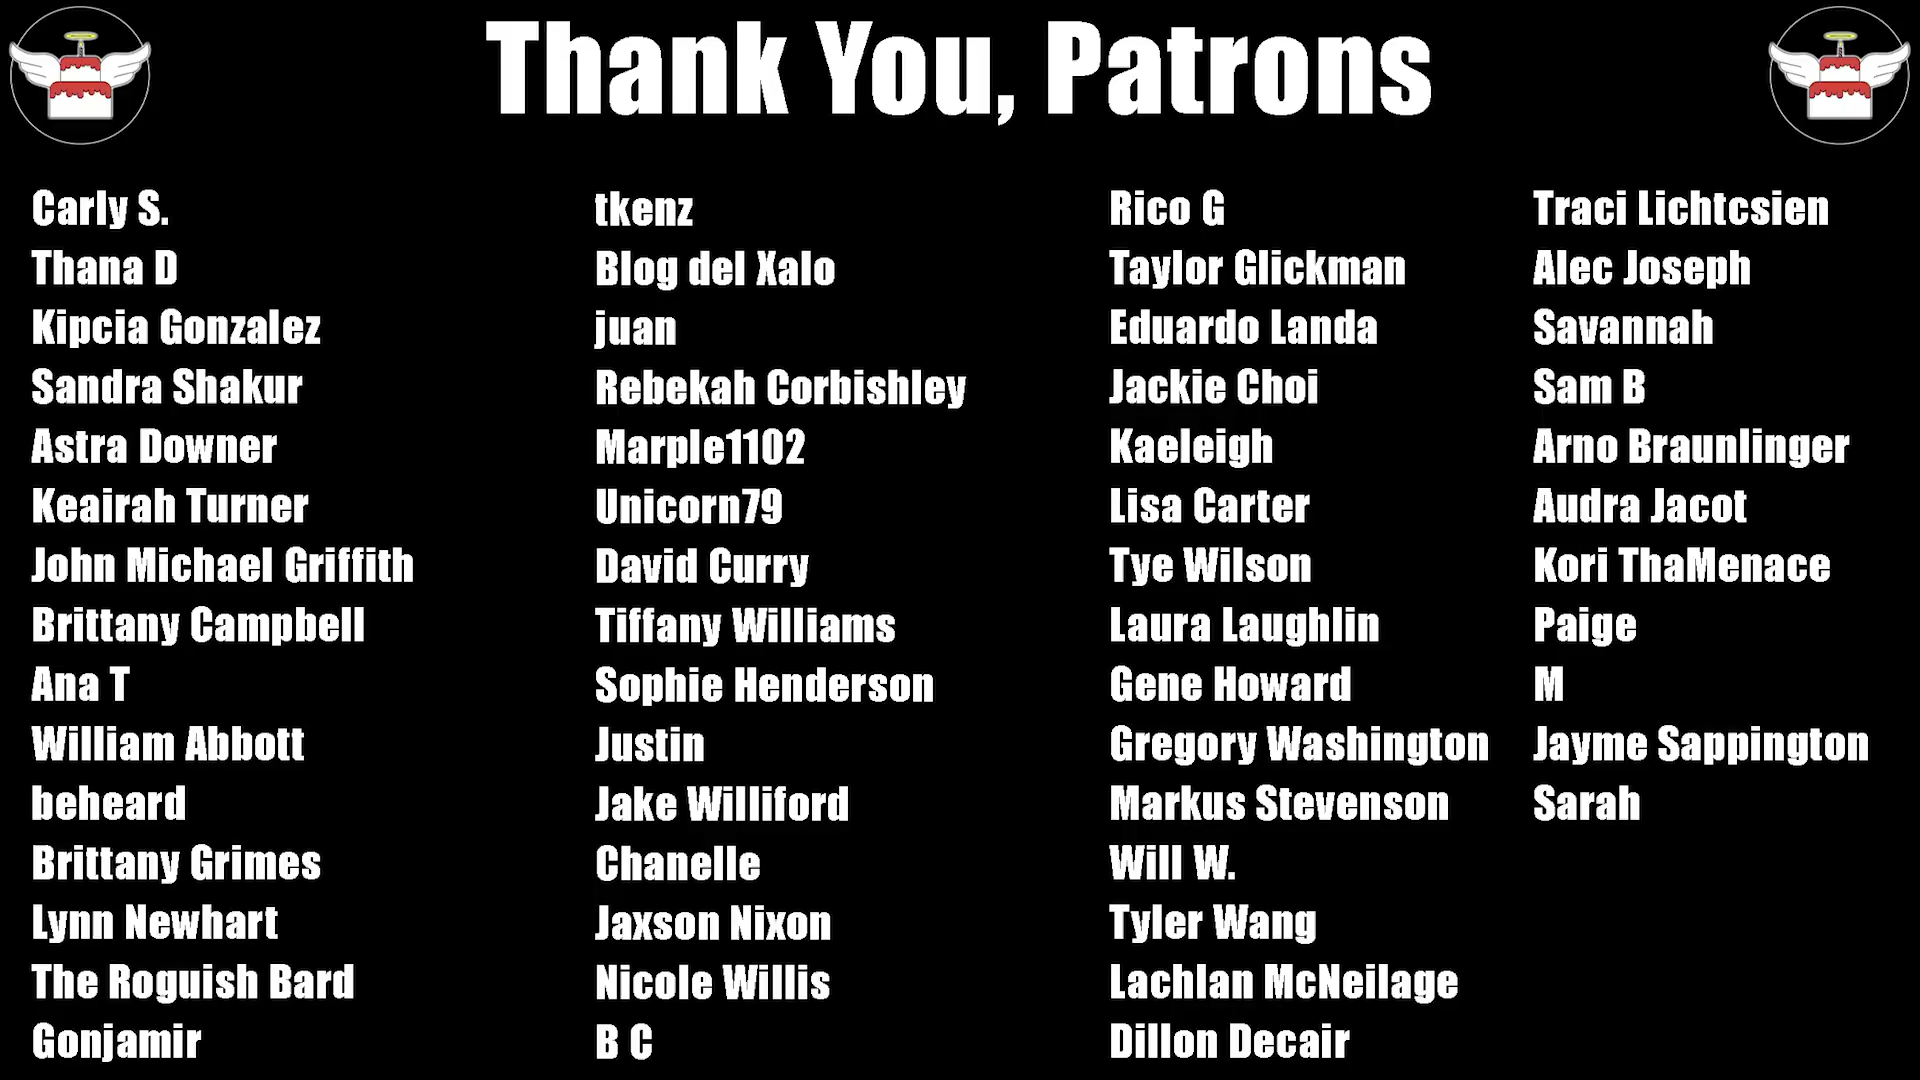 Thank You, Patrons
Carly S.
Thana D
Kipcia Gonzalez
Sandra Shakur
Astra Downer
Keairah Turner
John Michael Griffith
Brittany Campbell
Ana T
William Abbott
beheard
Brittany Grimes
Lynn Newhart
The Roguish Bard
Gonjamir
tkenz
Blog del Xalo
juan
Rebekah Corbishley
Marple1102
Unicorn79
David Curry
Tiffany Williams
Sophie Henderson
Justin
Jake Williford
Chanelle
Jaxson Nixon
Nicole Willis
B C
Rico G
Taylor Glickman
Eduardo Landa
Jackie Choi
Kaeleigh
Lisa Carter
Tye Wilson
Laura Laughlin
Gene Howard
Gregory Washington
Markus Stevenson
Will W.
Tyler Wang
Lachlan McNeilage
Dillon Decair
Traci Lichtcsien
Alec Joseph
Savannah
Sam B
Arno Braunlinger
Audra Jacot
Kori ThaMenace
Paige
M
Jayme Sappington
Sarah